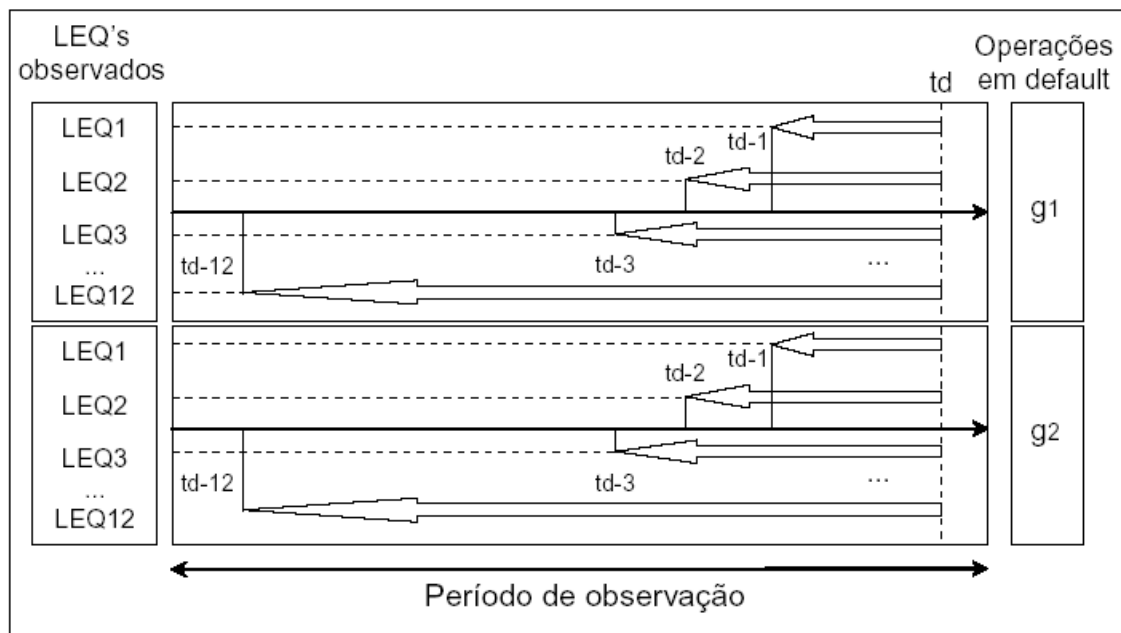 LEQ's
observados
Operações
em default
td
LEQ1
td-1
td-2
LEQ2
g1
LEQ3
td-12
td-3
...
...
LEQ12
LEQ1
td-1
td-2
LEQ2
g2
LEQ3
td-12
td-3
...
...
LEQ12
Período de observação